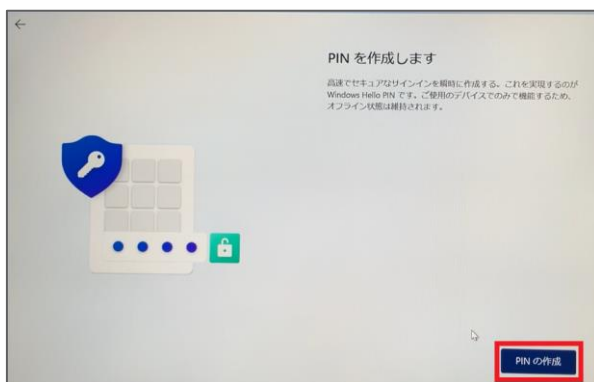 PIN を作成します
高速でセキュアなサインインを瞬時に作成する。これを実現するのが
Windows Hello PIN です。ご使用のデバイスでのみで機能するため、
オフライン状態は維持されます。
PIN の作成